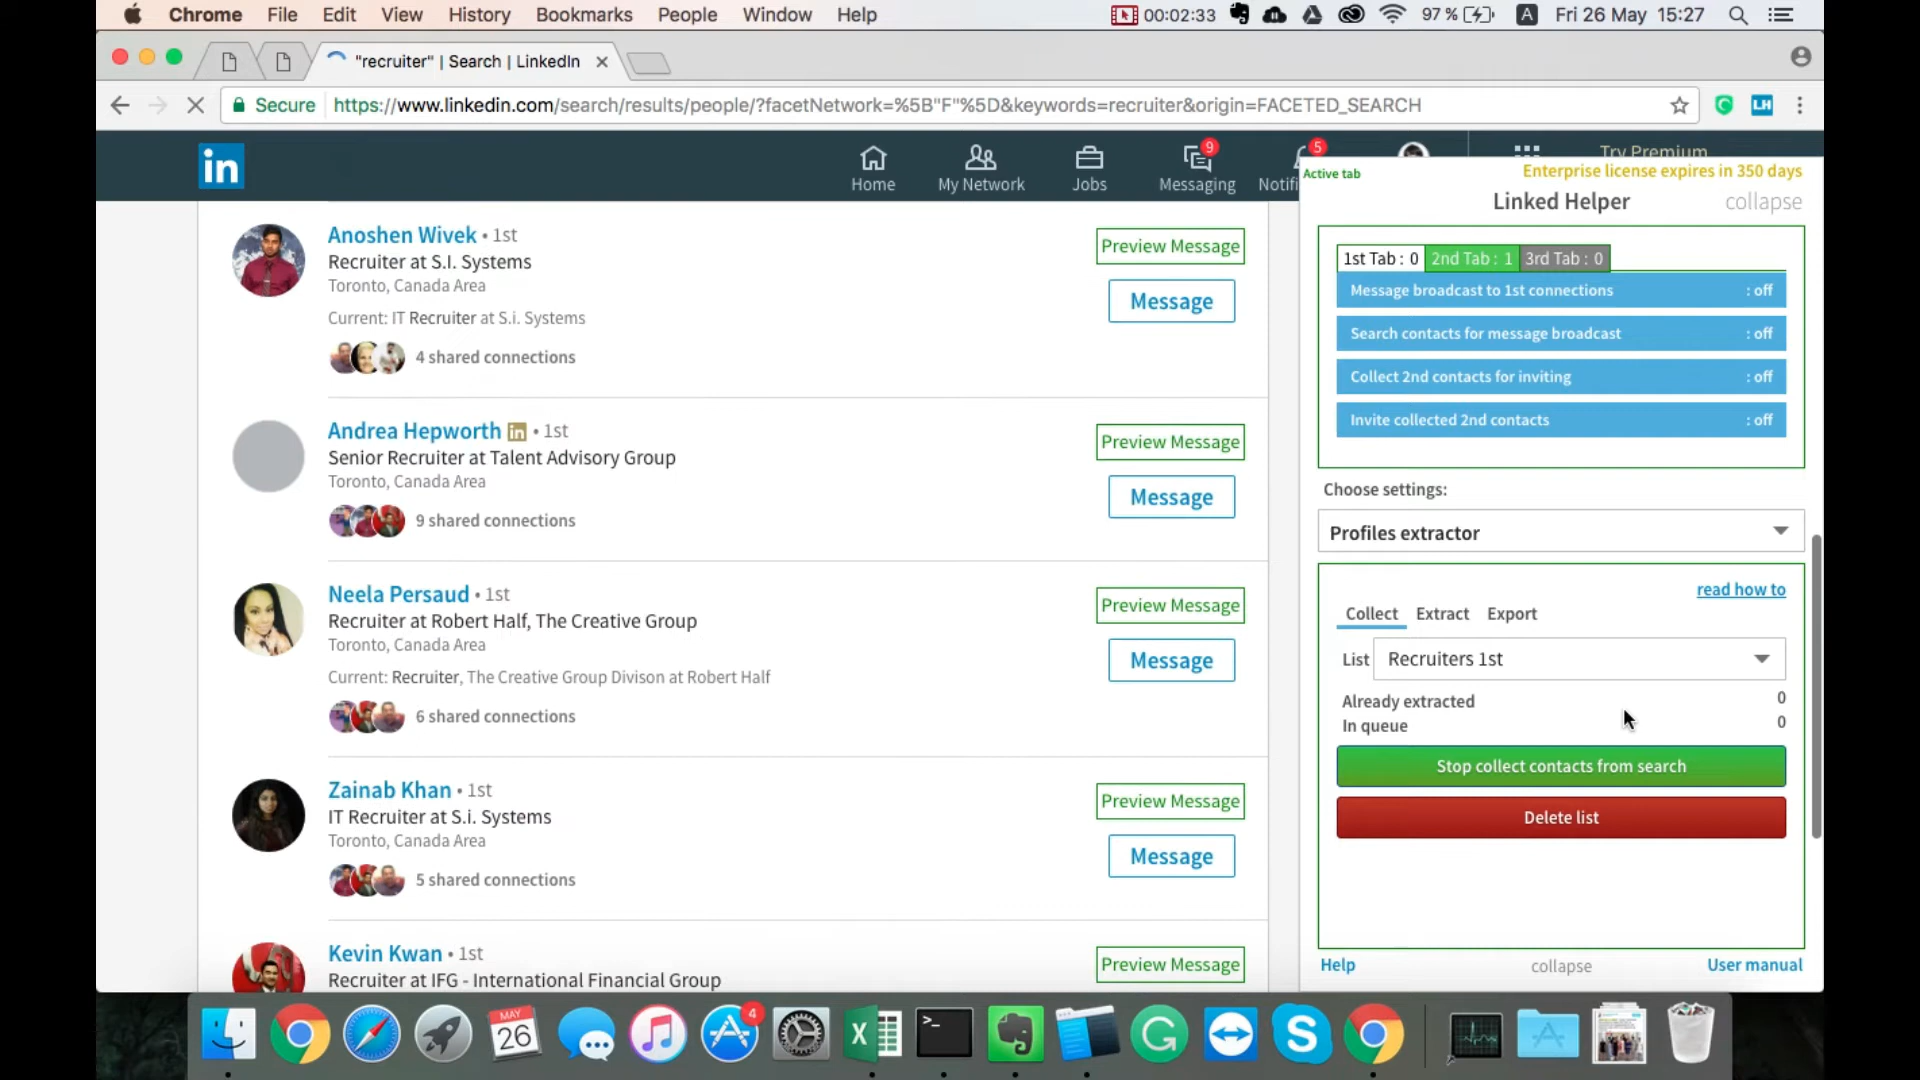 Chrome File Edit View History Bookmarks People Window Help 00:02:33 97 % A Fri 26 May 15:27
"recruiter" | Search | LinkedIn
Secure https://www.linkedin.com/search/results/people/?facetNetwork=%5B"F"%5D&keywords=recruiter&origin=FACETED_SEARCH LH
in
Home
My Network
Jobs
9
Messaging
5
Notifi
Try Premium
Anoshen Wivek • 1st
Recruiter at S.I. Systems
Toronto, Canada Area
Current: IT Recruiter at S.i. Systems
4 shared connections
Preview Message
Message
Andrea Hepworth in • 1st
Senior Recruiter at Talent Advisory Group
Toronto, Canada Area
9 shared connections
Preview Message
Message
Neela Persaud • 1st
Recruiter at Robert Half, The Creative Group
Toronto, Canada Area
Current: Recruiter, The Creative Group Divison at Robert Half
6 shared connections
Preview Message
Message
Zainab Khan • 1st
IT Recruiter at S.i. Systems
Toronto, Canada Area
5 shared connections
Preview Message
Message
Kevin Kwan • 1st
Recruiter at IFG - International Financial Group
Preview Message
Active tab
Enterprise license expires in 350 days
Linked Helper
collapse
1st Tab : 0 2nd Tab : 1 3rd Tab : 0
Message broadcast to 1st connections : off
Search contacts for message broadcast : off
Collect 2nd contacts for inviting : off
Invite collected 2nd contacts : off
Choose settings:
Profiles extractor
read how to
Collect Extract Export
List Recruiters 1st
Already extracted 0
In queue 0
Stop collect contacts from search
Delete list
Help collapse User manual
MAY
26
4